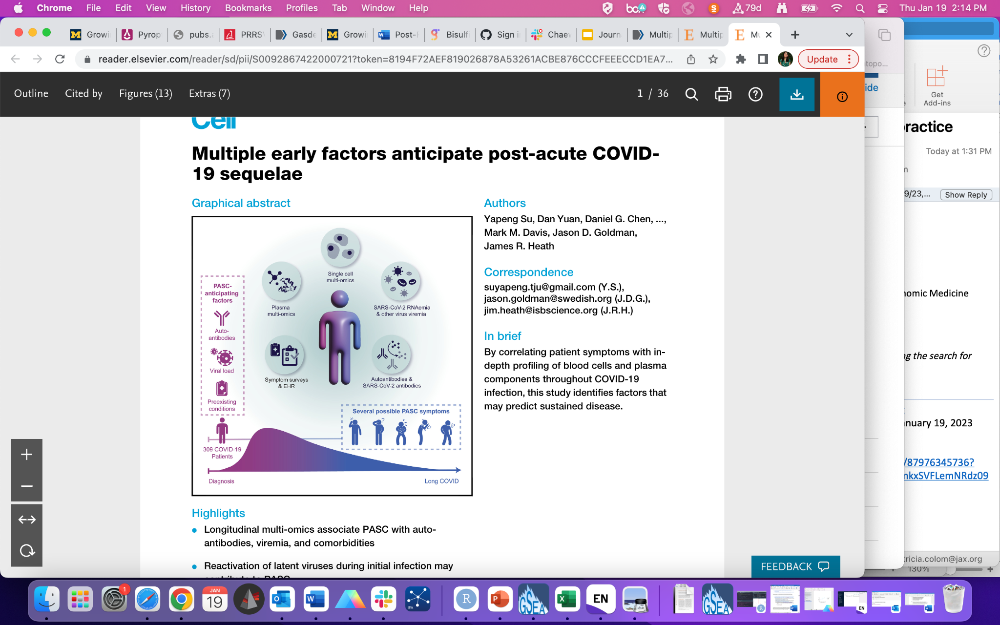 Chrome File Edit View History Bookmarks Profiles Tab Window Help
79d
Thu Jan 19 2:14 PM
Growi
Pyrop
pubs.
PRRS
Gasde
Growi
Post-
Bisulf
Sign i
Chaev
Journ
Multip
Multip
reader.elsevier.com/reader/sd/pii/S0092867422000721?token=8194F72AEF819026878A53261ACBE876CCCFEEECCD1EA7...
Update
Outline Cited by Figures (13) Extras (7)
1 / 36
Cell
Multiple early factors anticipate post-acute COVID-
19 sequelae
Graphical abstract
Single cell
multi-omics
Plasma
multi-omics
SARS-CoV-2 RNAemia
& other virus viremia
PASC-
anticipating
factors
Auto-
antibodies
Viral load
Preexisting
conditions
Symptom surveys
& EHR
Autoantibodies &
SARS-CoV-2 antibodies
Several possible PASC symptoms
309 COVID-19
Patients
Diagnosis
Long COVID
Authors
Yapeng Su, Dan Yuan, Daniel G. Chen, ...,
Mark M. Davis, Jason D. Goldman,
James R. Heath
Correspondence
suyapeng.tju@gmail.com (Y.S.),
jason.goldman@swedish.org (J.D.G.),
jim.heath@isbscience.org (J.R.H.)
In brief
By correlating patient symptoms with in-
depth profiling of blood cells and plasma
components throughout COVID-19
infection, this study identifies factors that
may predict sustained disease.
Highlights
Longitudinal multi-omics associate PASC with auto-
antibodies, viremia, and comorbidities
Reactivation of latent viruses during initial infection may
FEEDBACK
topo...
ide
Get
Add-ins
ractice
Today at 1:31 PM
9/23,...
Show Reply
nomic Medicine
ng the search for
nuary 19, 2023
/87976345736?
nkxSVFLemNRdz09
tricia.colom@jax.org
130%
1
JAN
19
IPA
GSEA
EN
GSEA
EN